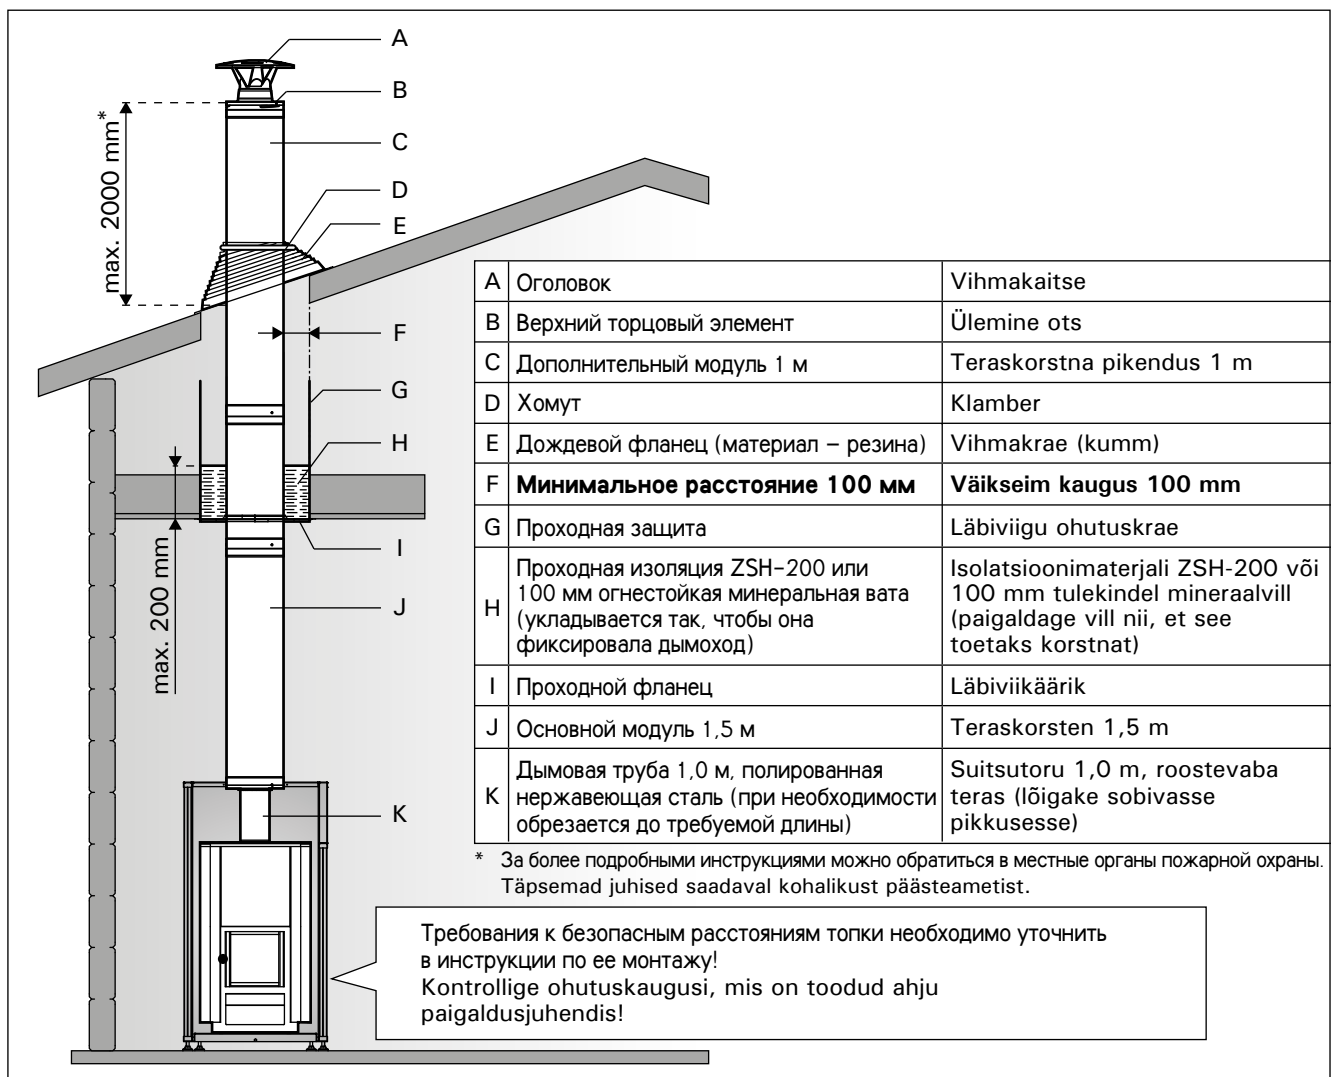 A
B
C
D
E
F
G
H
I
J
K
max. 2000 mm*
max. 200 mm
A Оголовок Vihmakaitse
B Верхний торцовый элемент Ülemine ots
C Дополнительный модуль 1 м Teraskorstna pikendus 1 m
D Хомут Klamber
E Дождевой фланец (материал – резина) Vihmakrae (kumm)
F Минимальное расстояние 100 мм Väikseim kaugus 100 mm
G Проходная защита Läbiviigu ohutuskrae
H
Проходная изоляция ZSH-200 или
100 мм огнестойкая минеральная вата
(укладывается так, чтобы она
фиксировала дымоход)
Isolatsioonimaterjali ZSH-200 või
100 mm tulekindel mineraalvill
(paigaldage vill nii, et see
toetaks korstnat)
I Проходной фланец Läbiviikäärik
J Основной модуль 1,5 м Teraskorsten 1,5 m
K
Дымовая труба 1,0 м, полированная
нержавеющая сталь (при необходимости
обрезается до требуемой длины)
Suitsutoru 1,0 m, roostevaba
teras (lõigake sobivasse
pikkusesse)
* За более подробными инструкциями можно обратиться в местные органы пожарной охраны.
Täpsemad juhised saadaval kohalikust päästeametist.
Требования к безопасным расстояниям топки необходимо уточнить
в инструкции по ее монтажу!
Kontrollige ohutuskaugusi, mis on toodud ahju
paigaldusjuhendis!